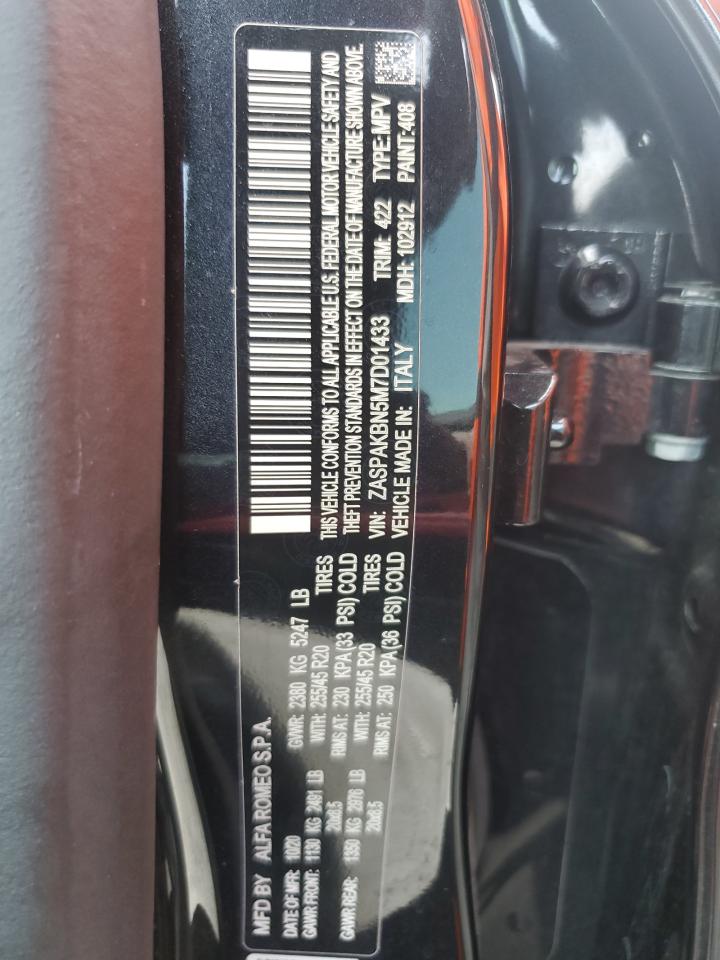 MFD BY ALFA ROMEO S.P.A.
DATE OF MFR: 10/20 GVWR: 2380 KG 5247 LB
GAWR FRONT: 1130 KG 2491 LB WITH: 255/45 R20 TIRES
20x8.5 RIMS AT: 230 KPA(33 PSI) COLD
GAWR REAR: 1350 KG 2976 LB WITH: 255/45 R20 TIRES
20x8.5 RIMS AT: 250 KPA(36 PSI) COLD
THIS VEHICLE CONFORMS TO ALL APPLICABLE U.S. FEDERAL MOTOR VEHICLE SAFETY AND
THEFT PREVENTION STANDARDS IN EFFECT ON THE DATE OF MANUFACTURE SHOWN ABOVE.
VIN: ZASPAKBN5M7D01433 TRIM: 422 TYPE:MPV
VEHICLE MADE IN: ITALY MDH: 102912 PAINT:408